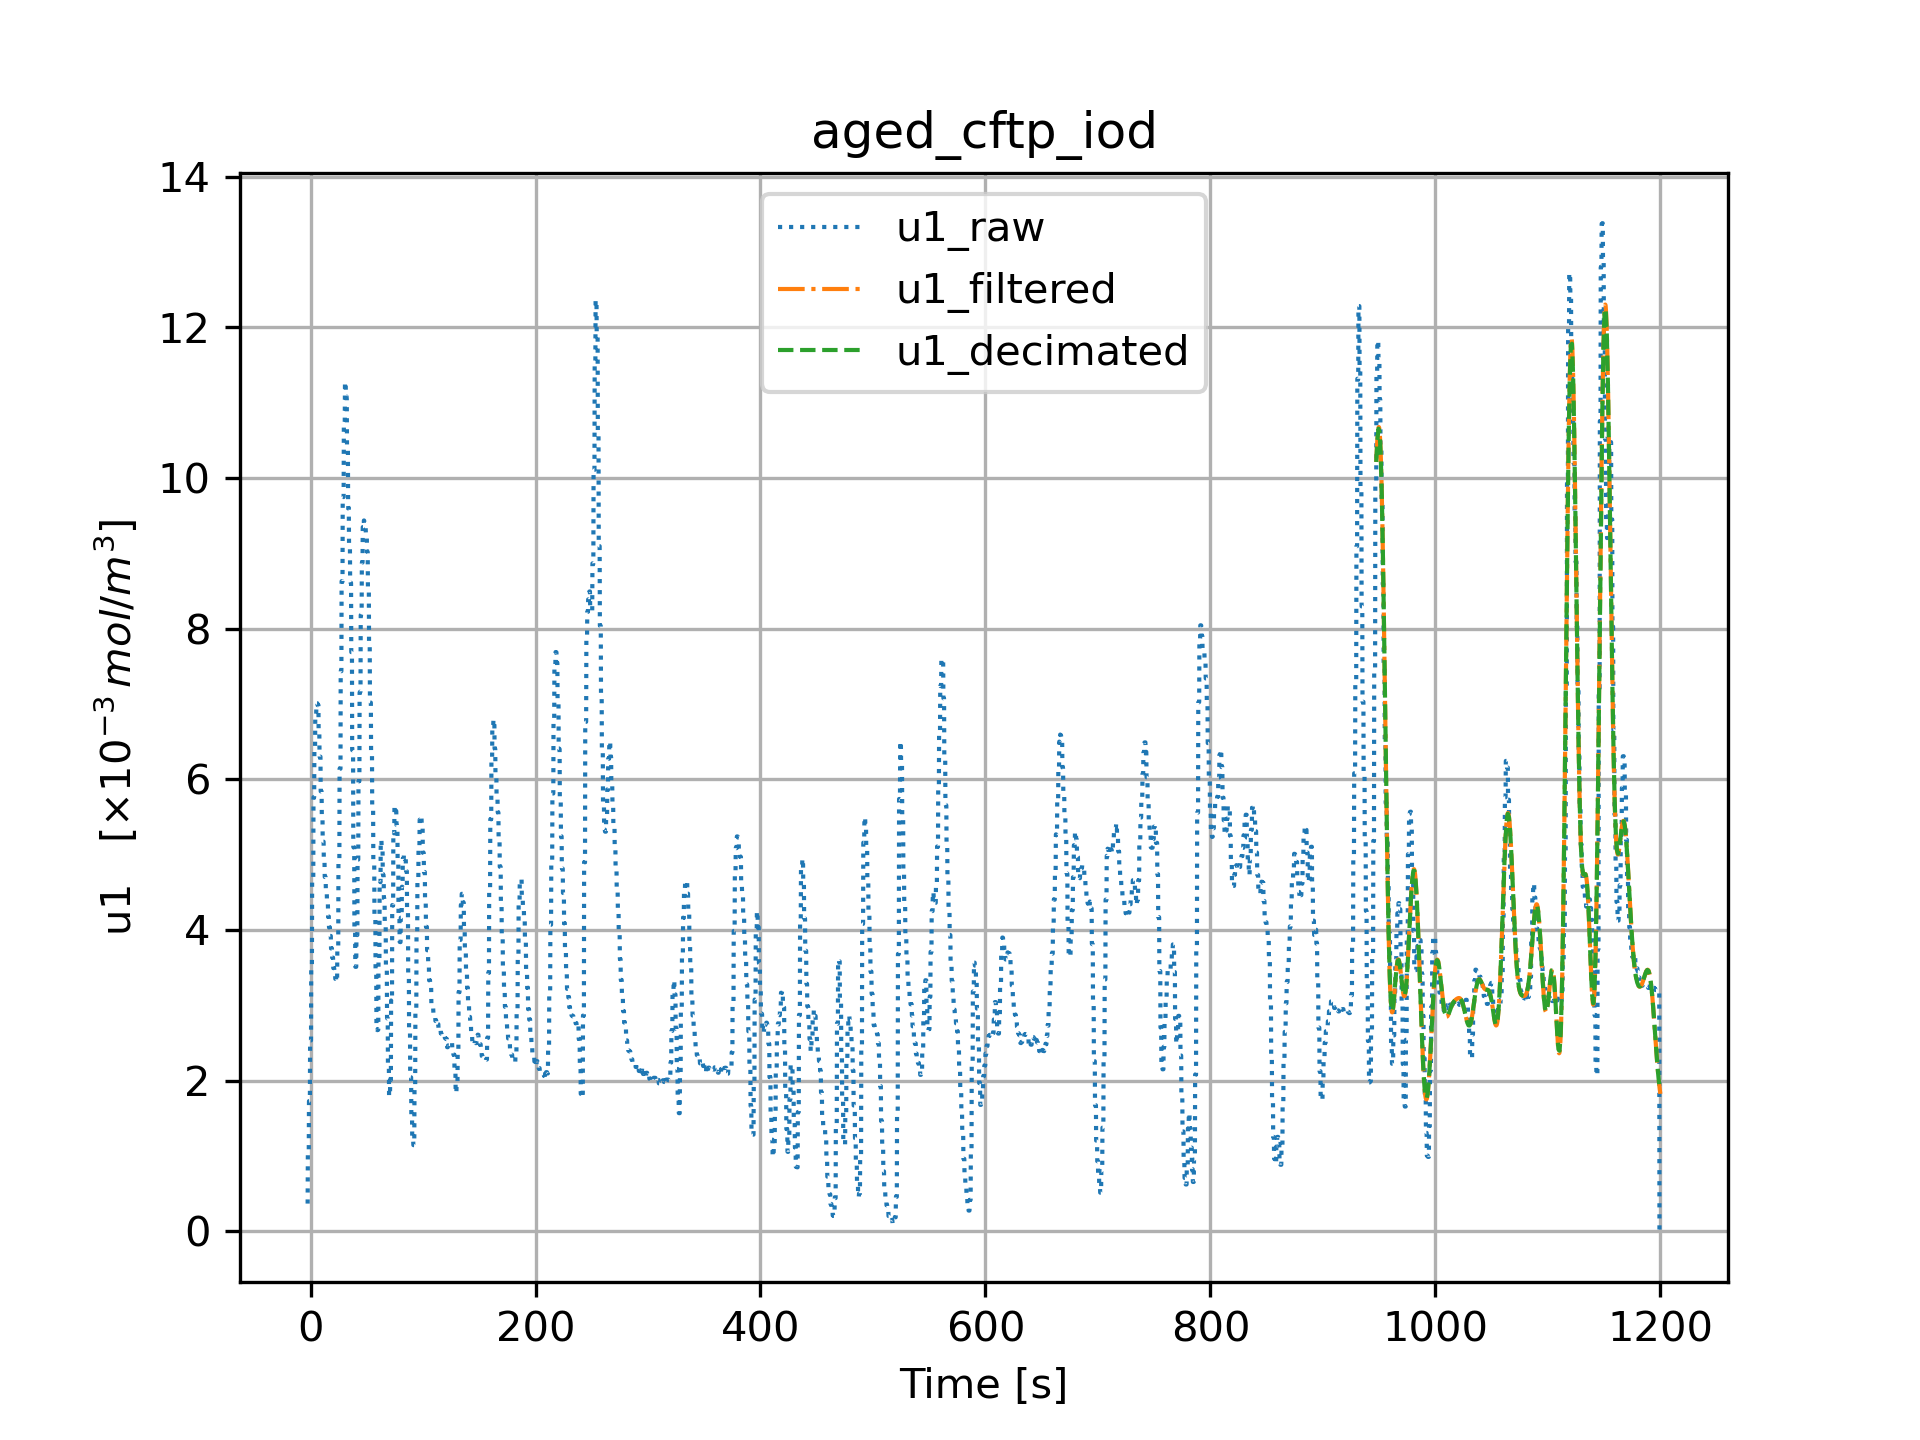 aged_cftp_iod
u1_raw
u1_filtered
u1_decimated
14
12
10
8
6
4
2
0
u1 [×10⁻³ mol/m³]
0 200 400 600 800 1000 1200
Time [s]